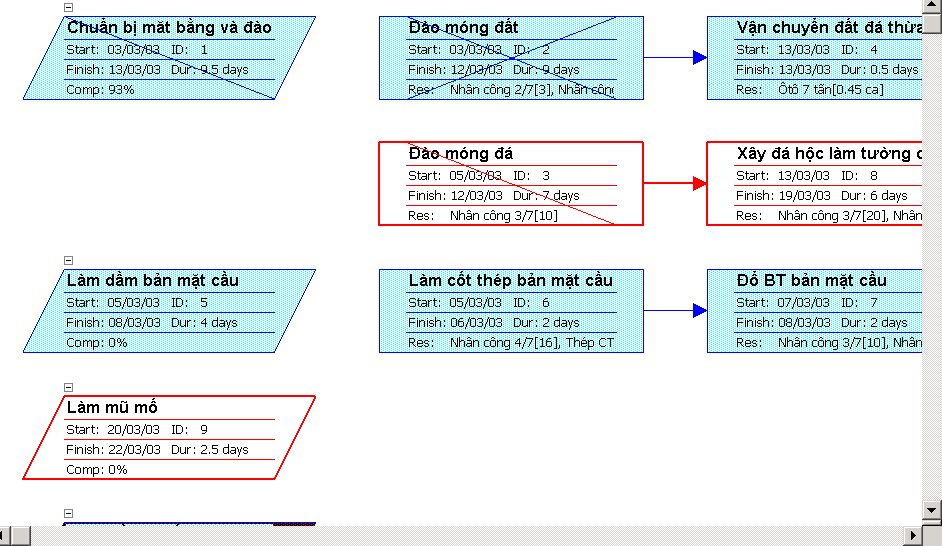 Chuẩn bị măt bằng và đào
Start: 03/03/03 ID: 1
Finish: 13/03/03 Dur: 9.5 days
Comp: 93%
Đào móng đất
Start: 03/03/03 ID: 2
Finish: 12/03/03 Dur: 9 days
Res: Nhân công 2/7[3], Nhân công
Vận chuyển đất đá thừa
Start: 13/03/03 ID: 4
Finish: 13/03/03 Dur: 0.5 days
Res: Ôtô 7 tấn[0.45 ca]
Đào móng đá
Start: 05/03/03 ID: 3
Finish: 12/03/03 Dur: 7 days
Res: Nhân công 3/7[10]
Xây đá hộc làm tường
Start: 13/03/03 ID: 8
Finish: 19/03/03 Dur: 6 days
Res: Nhân công 3/7[20], Nhân
Làm dầm bản mặt cầu
Start: 05/03/03 ID: 5
Finish: 08/03/03 Dur: 4 days
Comp: 0%
Làm cốt thép bản mặt cầu
Start: 05/03/03 ID: 6
Finish: 06/03/03 Dur: 2 days
Res: Nhân công 4/7[16], Thép CT
Đổ BT bản mặt cầu
Start: 07/03/03 ID: 7
Finish: 08/03/03 Dur: 2 days
Res: Nhân công 3/7[10], Nhân
Làm mũ mố
Start: 20/03/03 ID: 9
Finish: 22/03/03 Dur: 2.5 days
Comp: 0%